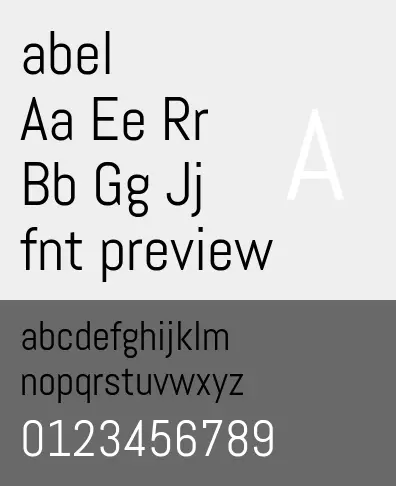 abel
Aa Ee Rr
A
Bb Gg Jj
fnt preview
abcdefghijklm
nopqrstuvwxyz
0123456789